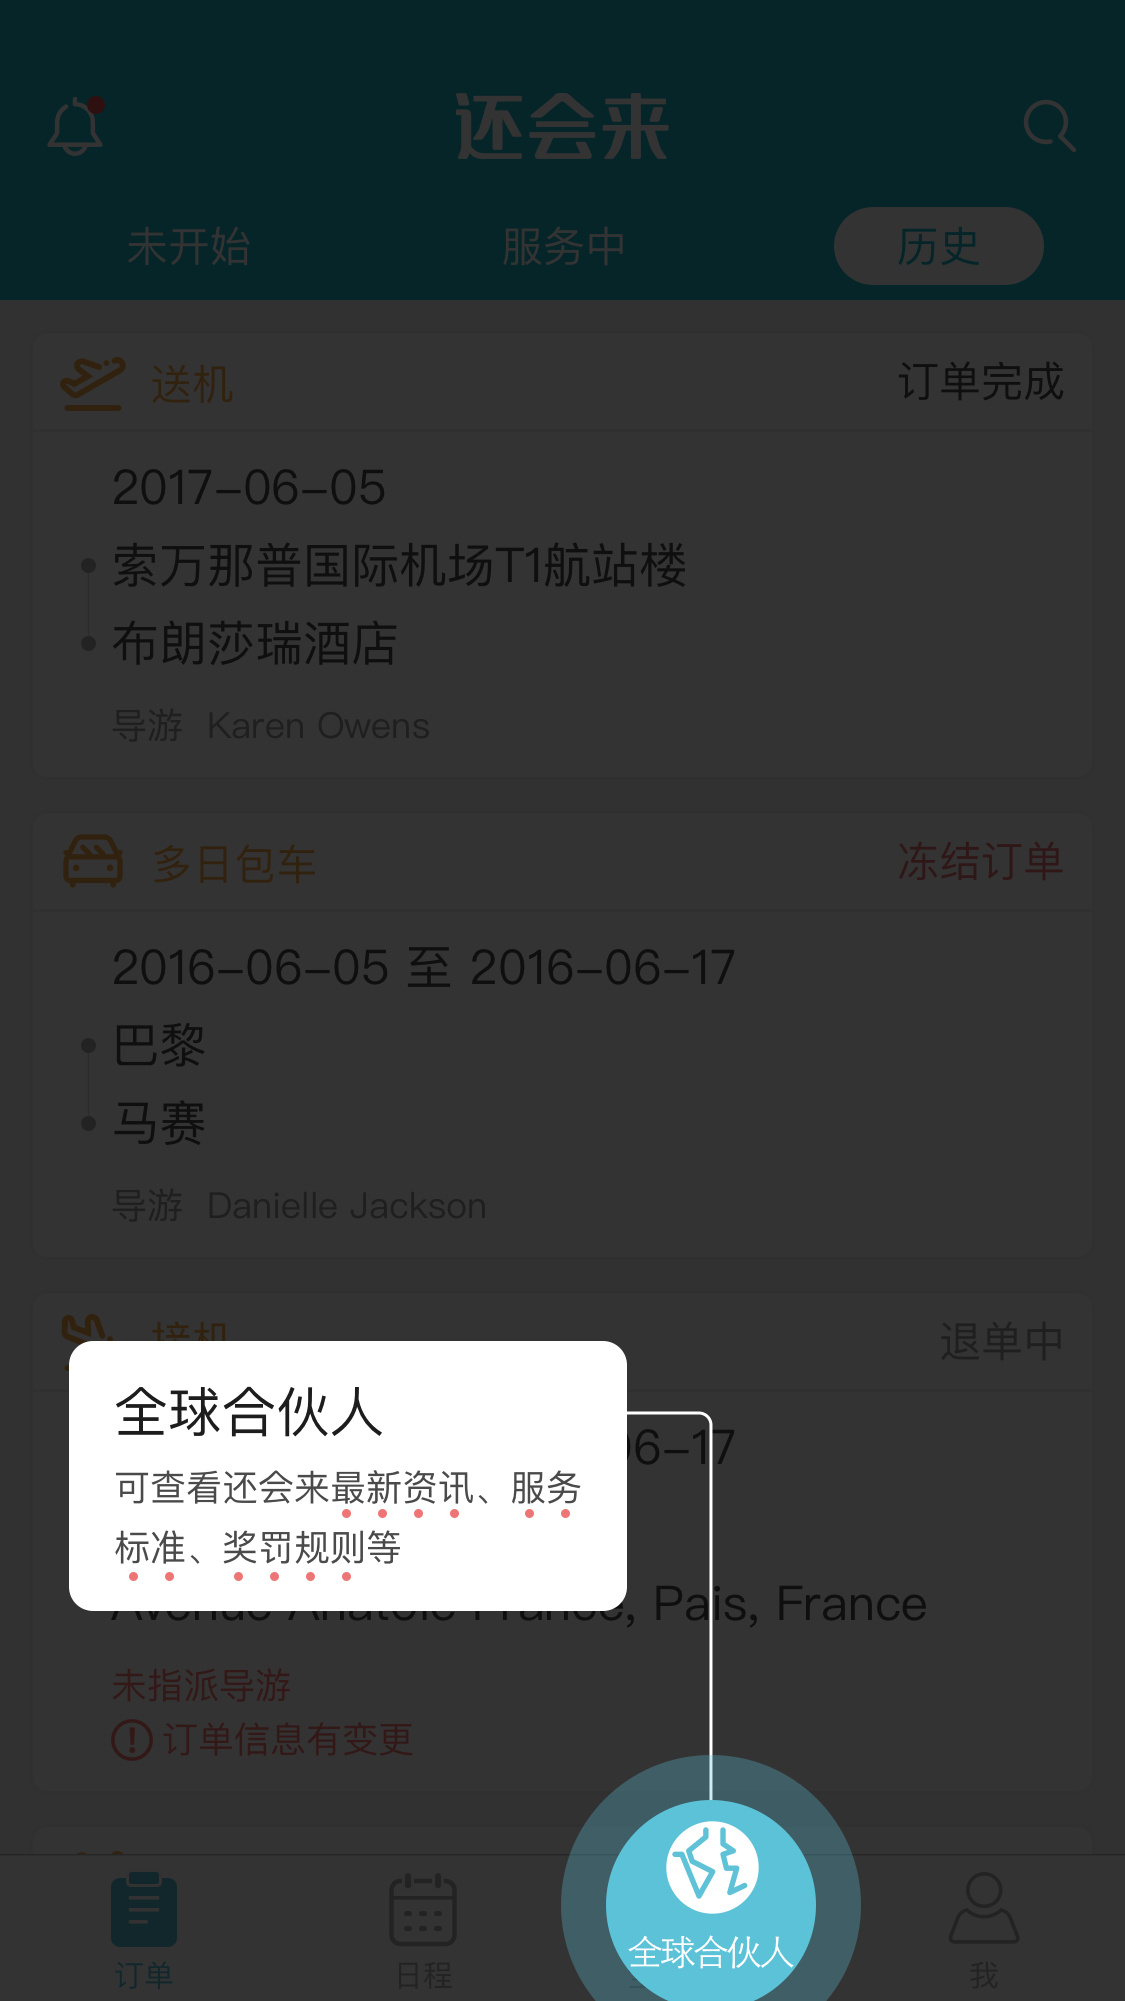 还会来
未开始
服务中
历史
送机
订单完成
2017-06-05
索万那普国际机场T1航站楼
布朗莎瑞酒店
导游 Karen Owens
多日包车
冻结订单
2016-06-05 至 2016-06-17
巴黎
马赛
导游 Danielle Jackson
接机
退单中
全球合伙人
06-17
可查看还会来最新资讯、服务
标准、奖罚规则等
Avenue Anatole France, Pais, France
未指派导游
订单信息有变更
订单
日程
全球合伙人
我